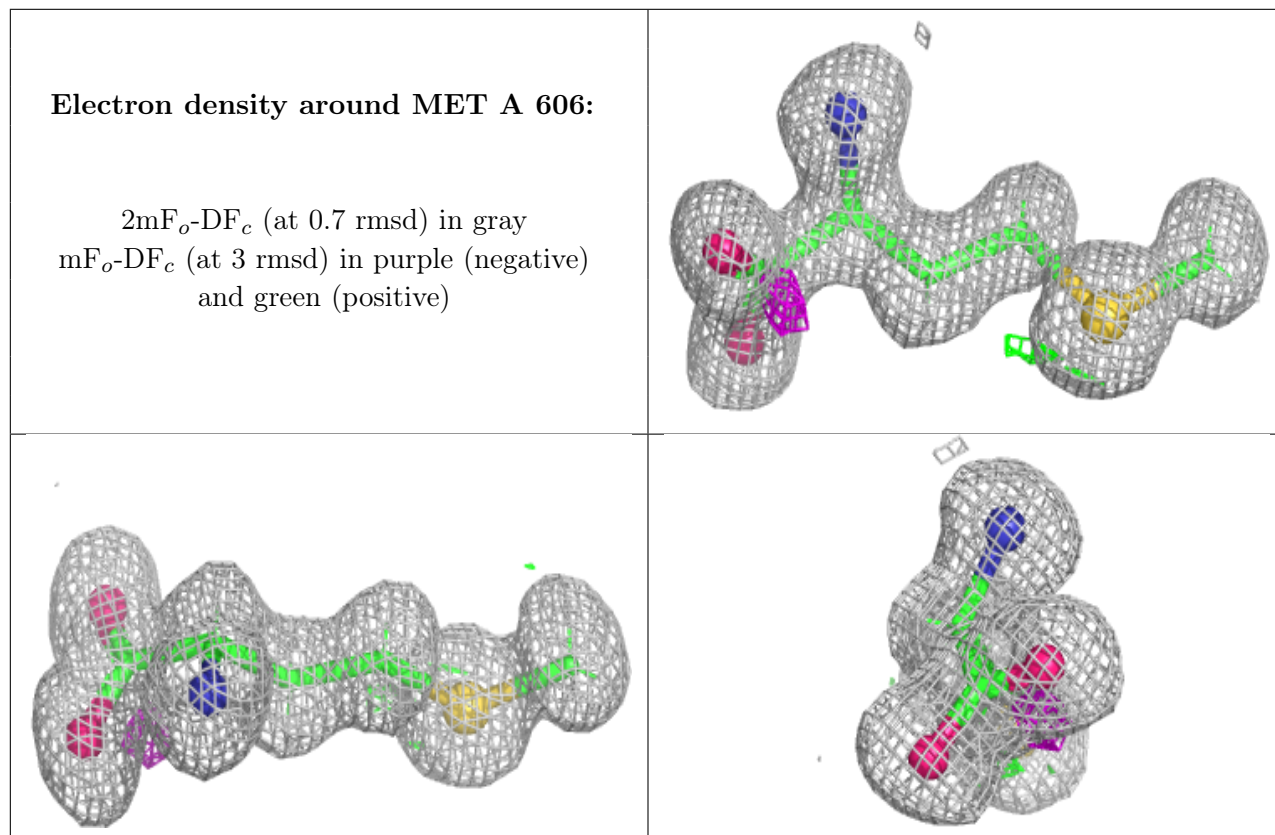 Electron density around MET A 606:
2mFo-DFc (at 0.7 rmsd) in gray
mFo-DFc (at 3 rmsd) in purple (negative)
and green (positive)